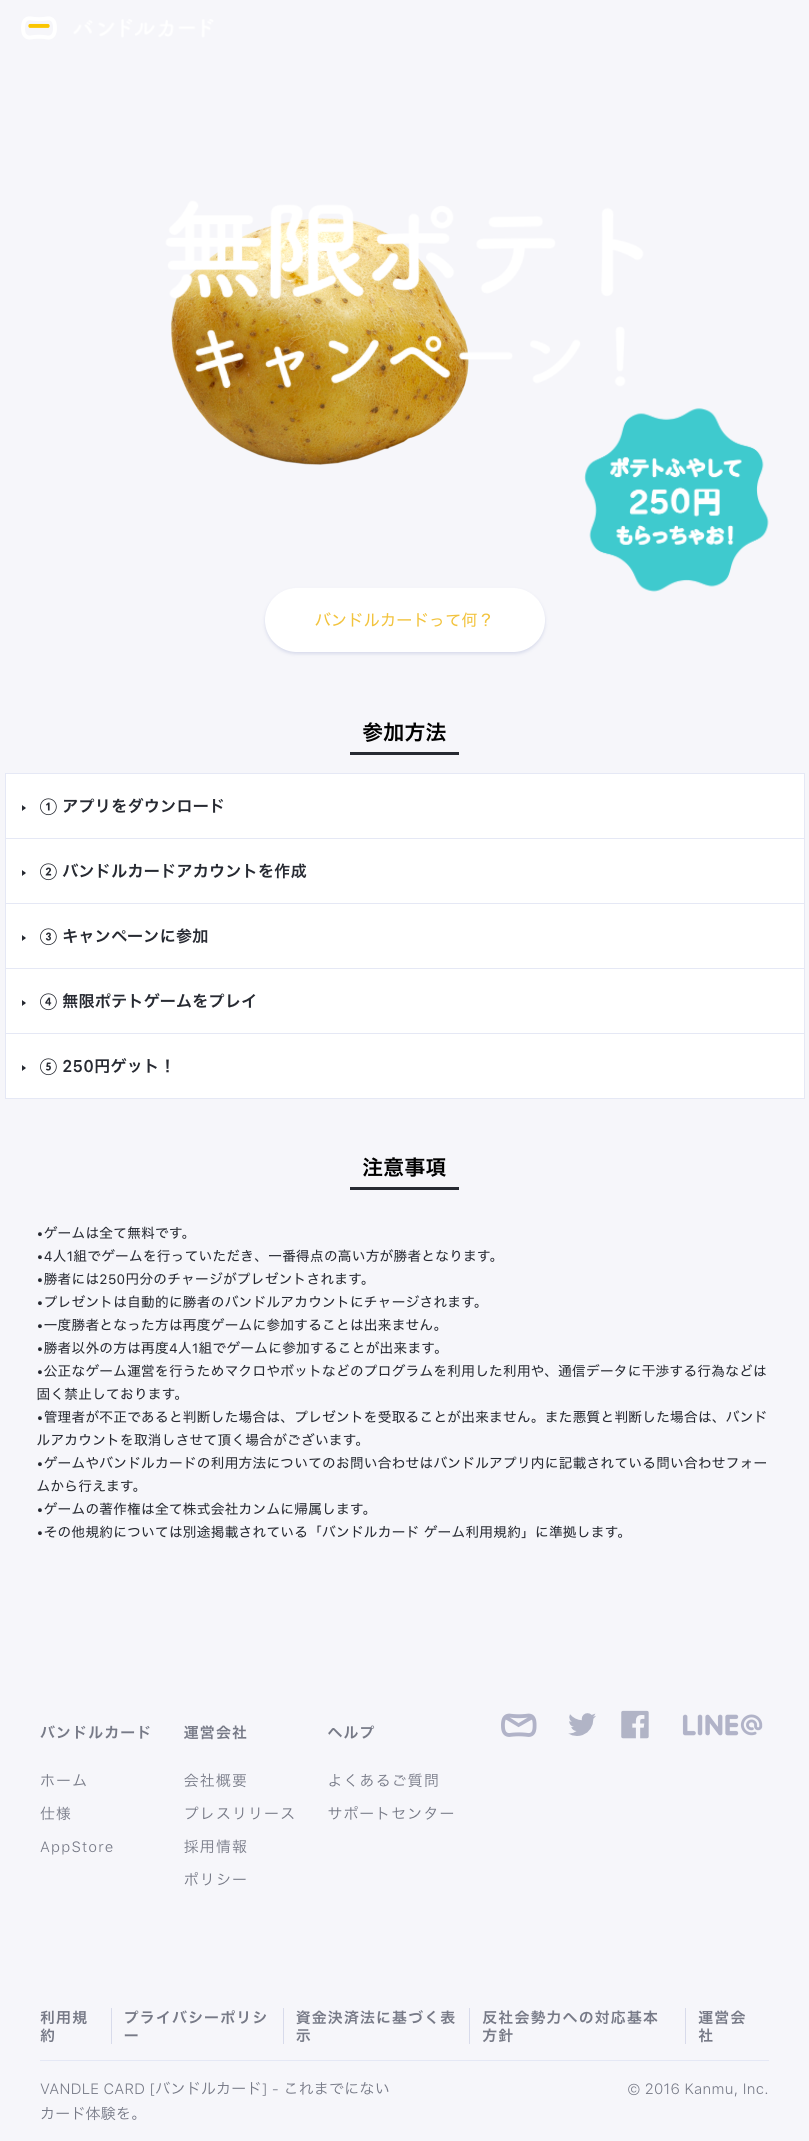 バンドルカード
無限ポテト
キャンペーン！
ポテトふやして
250円
もらっちゃお！
バンドルカードって何？
参加方法
① アプリをダウンロード
② バンドルカードアカウントを作成
③ キャンペーンに参加
④ 無限ポテトゲームをプレイ
⑤ 250円ゲット！
注意事項
•ゲームは全て無料です。
•4人1組でゲームを行っていただき、一番得点の高い方が勝者となります。
•勝者には250円分のチャージがプレゼントされます。
•プレゼントは自動的に勝者のバンドルアカウントにチャージされます。
•一度勝者となった方は再度ゲームに参加することは出来ません。
•勝者以外の方は再度4人1組でゲームに参加することが出来ます。
•公正なゲーム運営を行うためマクロやボットなどのプログラムを利用した利用や、通信データに干渉する行為などは
固く禁止しております。
•管理者が不正であると判断した場合は、プレゼントを受取ることが出来ません。また悪質と判断した場合は、バンド
ルアカウントを取消しさせて頂く場合がございます。
•ゲームやバンドルカードの利用方法についてのお問い合わせはバンドルアプリ内に記載されている問い合わせフォー
ムから行えます。
•ゲームの著作権は全て株式会社カンムに帰属します。
•その他規約については別途掲載されている「バンドルカード ゲーム利用規約」に準拠します。
バンドルカード
ホーム
仕様
AppStore
運営会社
会社概要
プレスリリース
採用情報
ポリシー
ヘルプ
よくあるご質問
サポートセンター
LINE@
利用規
約
プライバシーポリシ
ー
資金決済法に基づく表
示
反社会勢力への対応基本
方針
運営会
社
VANDLE CARD [バンドルカード] - これまでにない
カード体験を。
© 2016 Kanmu, Inc.